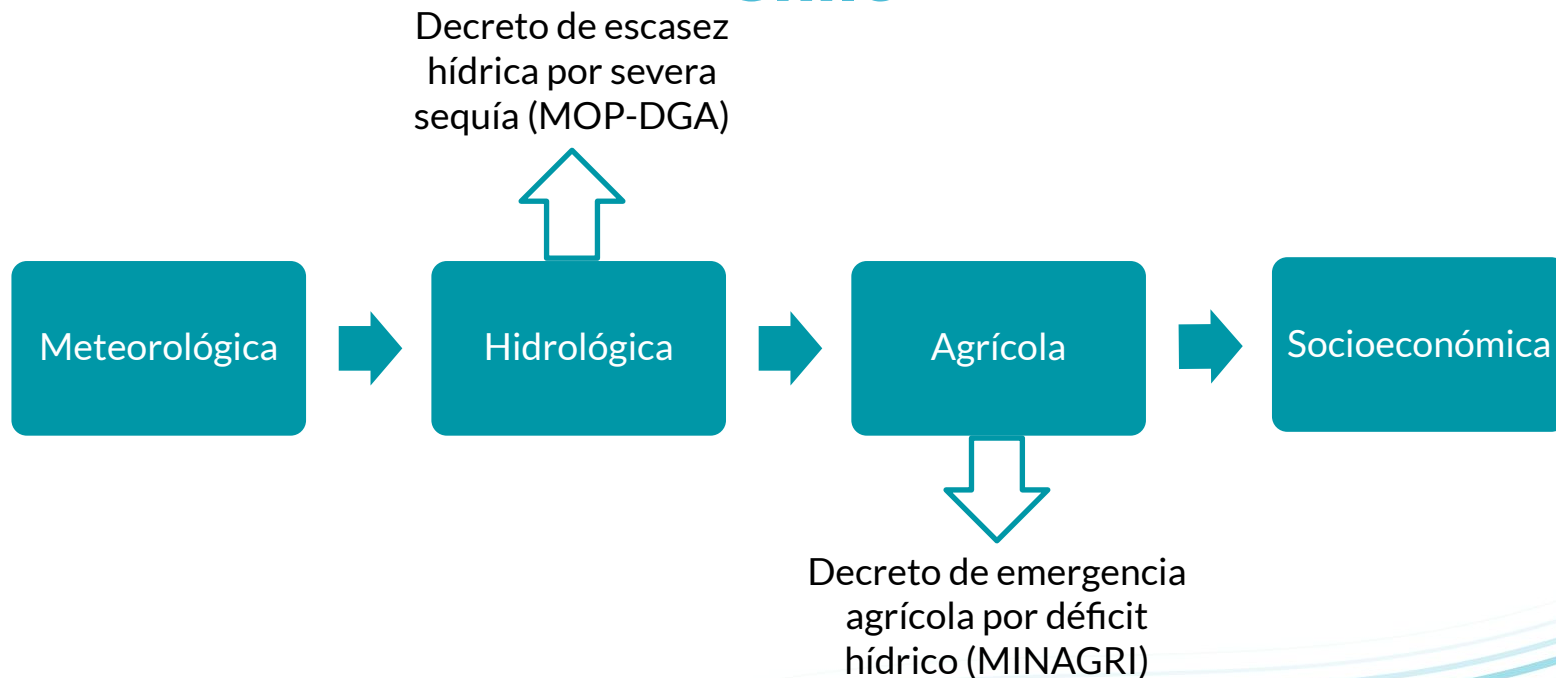 Decreto de escasez
hídrica por severa
sequía (MOP-DGA)
Meteorológica
Hidrológica
Agrícola
Socioeconómica
Decreto de emergencia
agrícola por déficit
hídrico (MINAGRI)